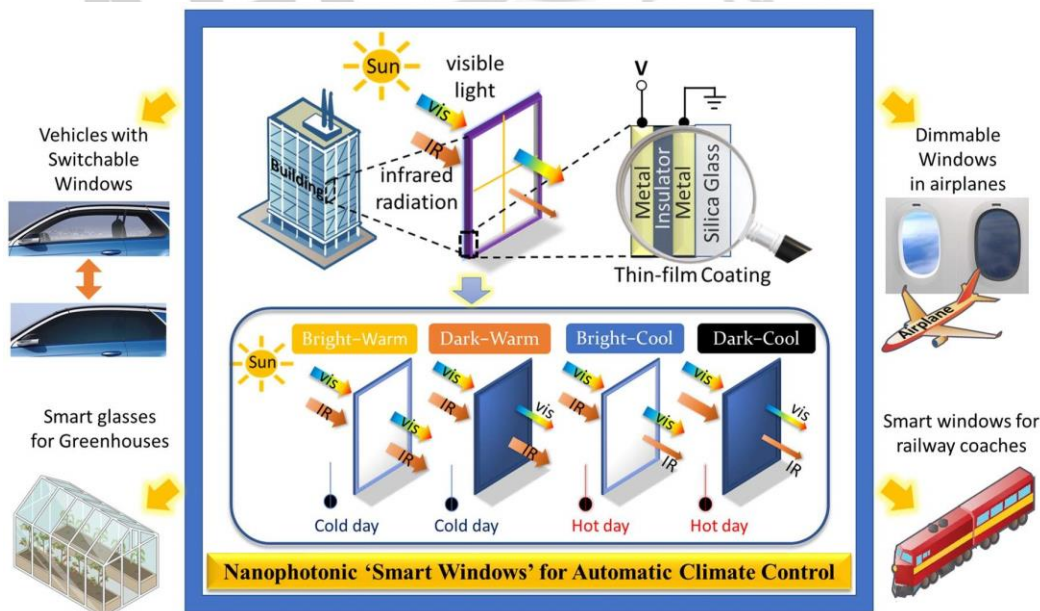 Sun
visible
light
vis
IR
infrared
radiation
Building
V
Metal
Insulator
Metal
Silica Glass
Thin-film Coating
Vehicles with
Switchable
Windows
Dimmable
Windows
in airplanes
Airplane
Smart glasses
for Greenhouses
Smart windows for
railway coaches
Bright-Warm
Dark-Warm
Bright-Cool
Dark-Cool
Sun
vis
IR
vis
IR
Cold day
vis
IR
vis
IR
Cold day
vis
IR
vis
IR
Hot day
vis
IR
vis
IR
Hot day
Nanophotonic ‘Smart Windows’ for Automatic Climate Control